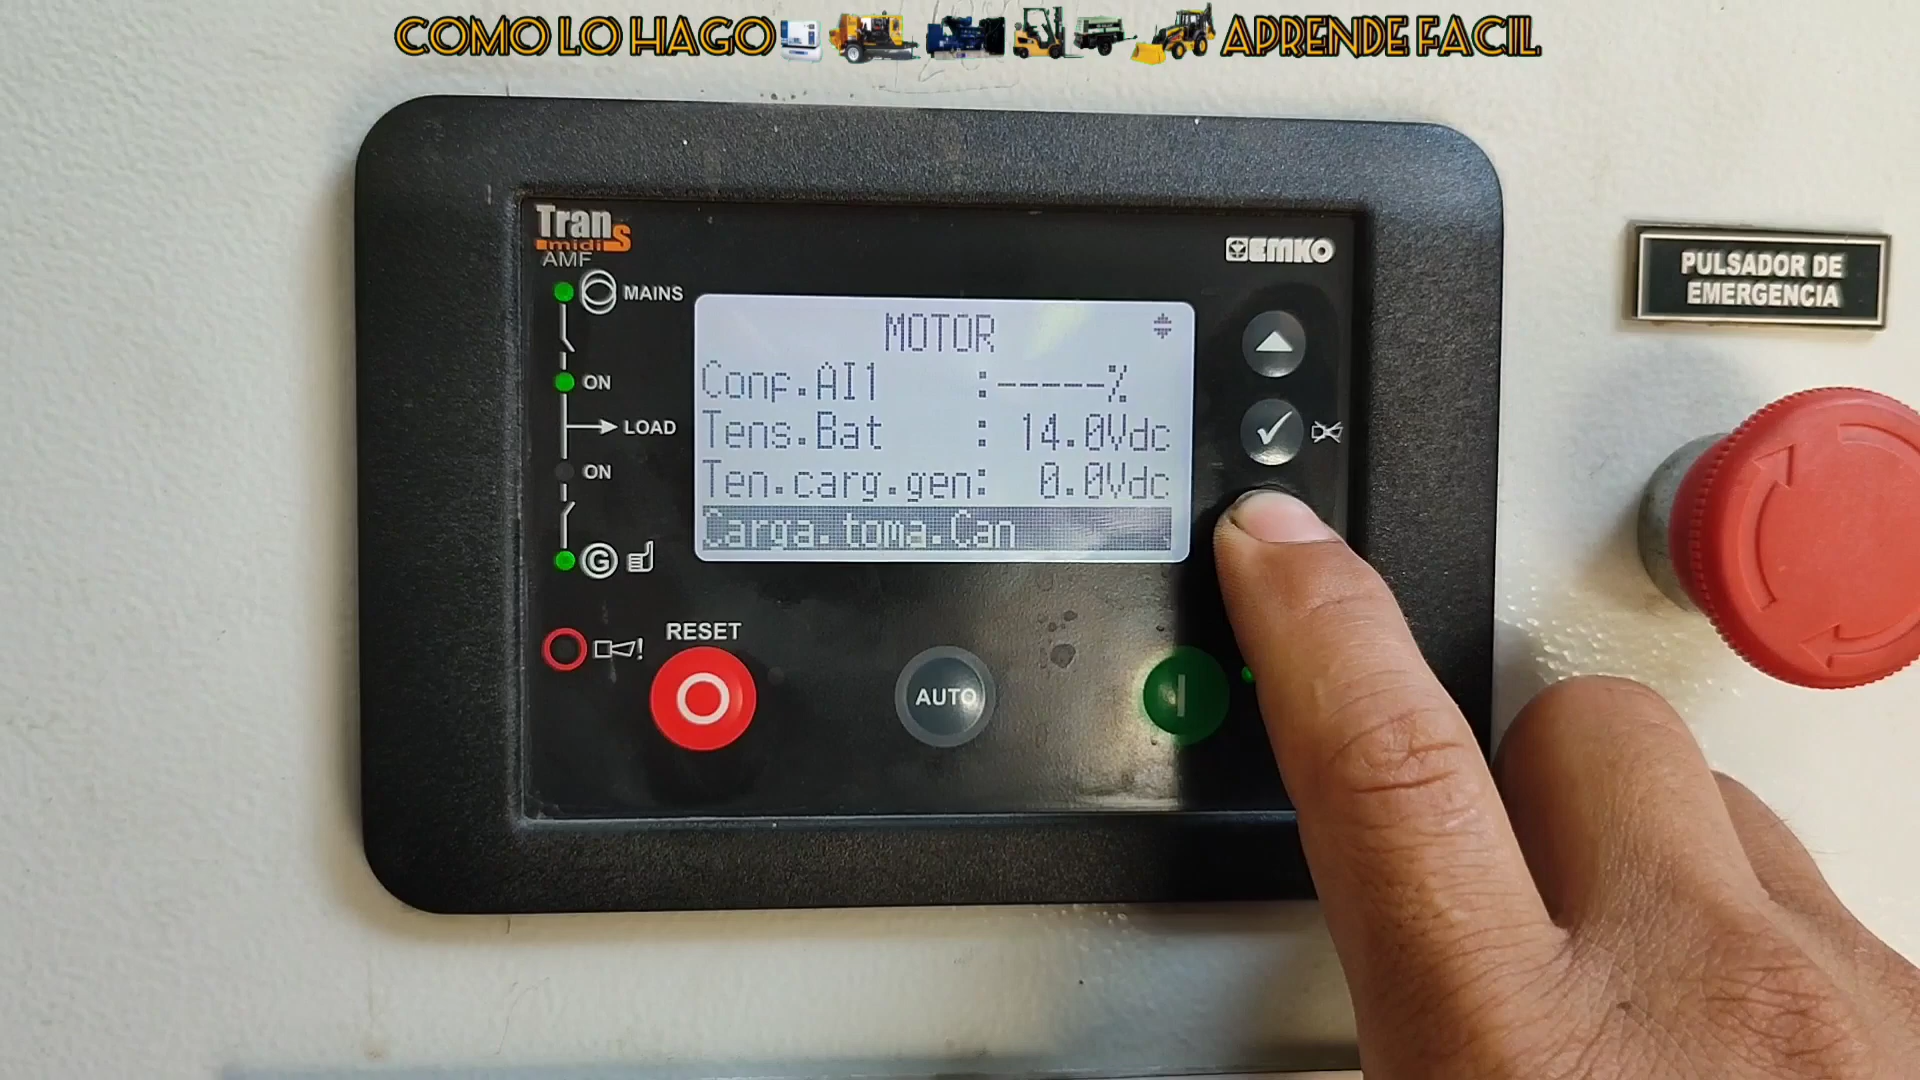 COMO LO HAGO APRENDE FACIL
Trans
midi
AMF
EMKO
MAINS
ON
LOAD
ON
G
MOTOR
Conf.AI1 :-----%
Tens.Bat : 14.0Vdc
Ten.carg.gen: 0.0Vdc
Carga.toma.Can
RESET
AUTO
PULSADOR DE
EMERGENCIA